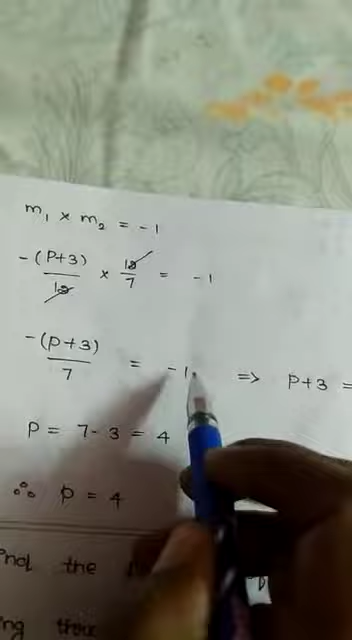 m₁ × m₂ = -1
-(P+3)/12 × 12/7 = -1
-(p+3)/7 = -1 ⇒ p+3 =
P = 7-3 = 4
∴ p = 4
the